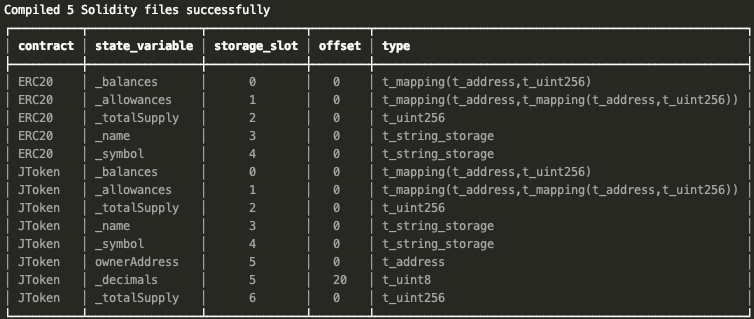 Compiled 5 Solidity files successfully
contract state_variable storage_slot offset type
ERC20 _balances 0 0 t_mapping(t_address,t_uint256)
ERC20 _allowances 1 0 t_mapping(t_address,t_mapping(t_address,t_uint256))
ERC20 _totalSupply 2 0 t_uint256
ERC20 _name 3 0 t_string_storage
ERC20 _symbol 4 0 t_string_storage
JToken _balances 0 0 t_mapping(t_address,t_uint256)
JToken _allowances 1 0 t_mapping(t_address,t_mapping(t_address,t_uint256))
JToken _totalSupply 2 0 t_uint256
JToken _name 3 0 t_string_storage
JToken _symbol 4 0 t_string_storage
JToken ownerAddress 5 0 t_address
JToken _decimals 5 20 t_uint8
JToken _totalSupply 6 0 t_uint256